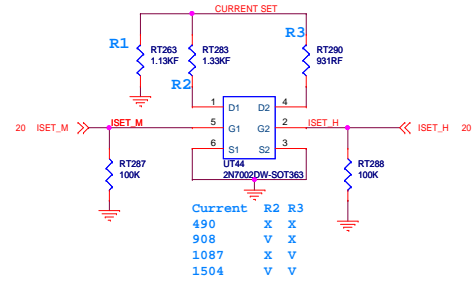 CURRENT SET
R1
RT263
1.13KF
RT283
1.33KF
R2
R3
RT290
931RF
1 D1 D2 4
20 ISET_M ISET_M 5 G1 G2 2 ISET_H ISET_H 20
6 S1 S2 3
RT287
100K
UT44
2N7002DW-SOT363
RT288
100K
Current R2 R3
490 X X
908 V X
1087 X V
1504 V V